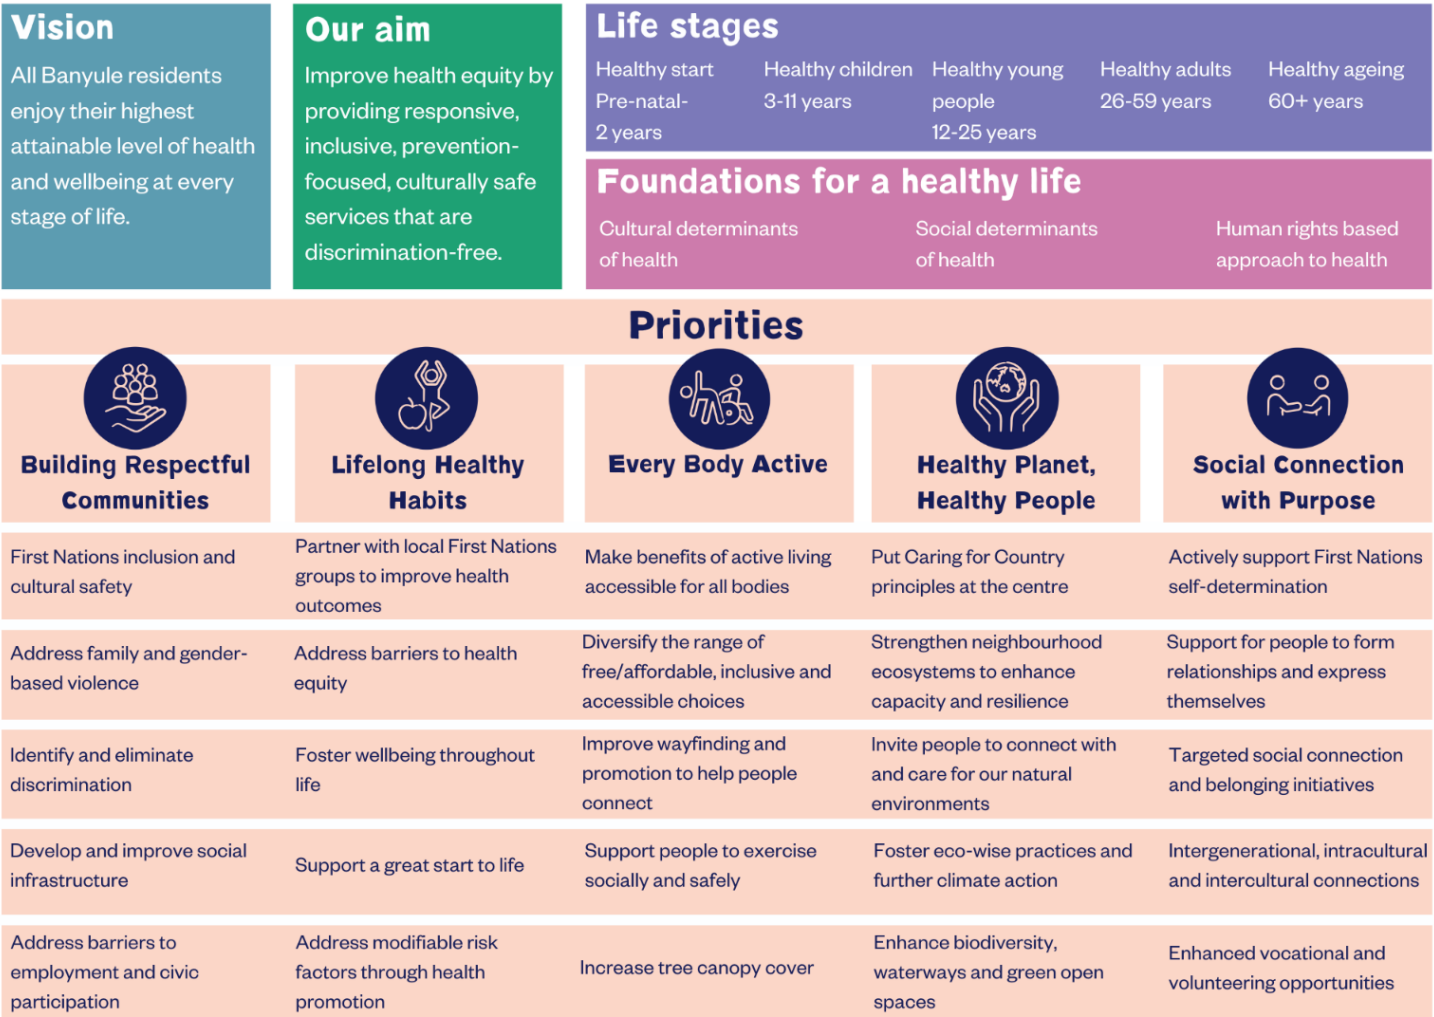 Vision
All Banyule residents
enjoy their highest
attainable level of health
and wellbeing at every
stage of life.
Our aim
Improve health equity by
providing responsive,
inclusive, prevention-
focused, culturally safe
services that are
discrimination-free.
Life stages
Healthy start
Pre-natal-
2 years
Healthy children
3-11 years
Healthy young
people
12-25 years
Healthy adults
26-59 years
Healthy ageing
60+ years
Foundations for a healthy life
Cultural determinants
of health
Social determinants
of health
Human rights based
approach to health
Priorities
Building Respectful
Communities
Lifelong Healthy
Habits
Every Body Active
Healthy Planet,
Healthy People
Social Connection
with Purpose
First Nations inclusion and
cultural safety
Partner with local First Nations
groups to improve health
outcomes
Make benefits of active living
accessible for all bodies
Put Caring for Country
principles at the centre
Actively support First Nations
self-determination
Address family and gender-
based violence
Address barriers to health
equity
Diversify the range of
free/affordable, inclusive and
accessible choices
Strengthen neighbourhood
ecosystems to enhance
capacity and resilience
Support for people to form
relationships and express
themselves
Identify and eliminate
discrimination
Foster wellbeing throughout
life
Improve wayfinding and
promotion to help people
connect
Invite people to connect with
and care for our natural
environments
Targeted social connection
and belonging initiatives
Develop and improve social
infrastructure
Support a great start to life
Support people to exercise
socially and safely
Foster eco-wise practices and
further climate action
Intergenerational, intracultural
and intercultural connections
Address barriers to
employment and civic
participation
Address modifiable risk
factors through health
promotion
Increase tree canopy cover
Enhance biodiversity,
waterways and green open
spaces
Enhanced vocational and
volunteering opportunities